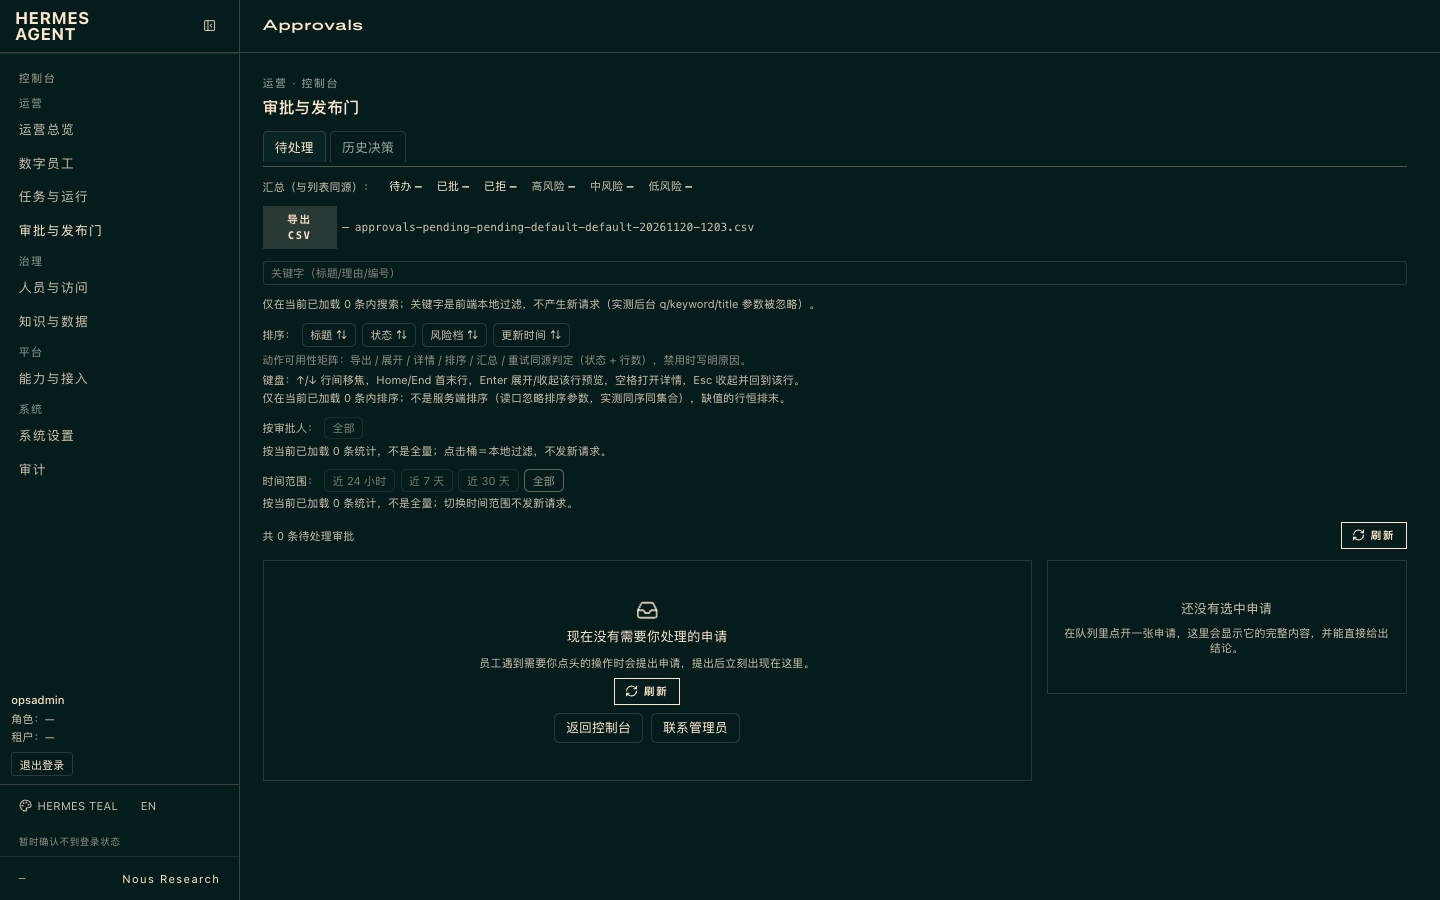 HERMES
AGENT
控制台
运营
运营总览
数字员工
任务与运行
审批与发布门
治理
人员与访问
知识与数据
平台
能力与接入
系统
系统设置
审计
opsadmin
角色：—
租户：—
退出登录
HERMES TEAL EN
暂时确认不到登录状态
— Nous Research
Approvals
运营 · 控制台
审批与发布门
待处理 历史决策
汇总（与列表同源）： 待办 — 已批 — 已拒 — 高风险 — 中风险 — 低风险 —
导出
CSV
— approvals-pending-pending-default-default-20261120-1203.csv
关键字（标题/理由/编号）
仅在当前已加载 0 条内搜索；关键字是前端本地过滤，不产生新请求（实测后台 q/keyword/title 参数被忽略）。
排序： 标题 ⇅ 状态 ⇅ 风险档 ⇅ 更新时间 ⇅
动作可用性矩阵：导出 / 展开 / 详情 / 排序 / 汇总 / 重试同源判定（状态 + 行数），禁用时写明原因。
键盘：↑/↓ 行间移焦，Home/End 首末行，Enter 展开/收起该行预览，空格打开详情，Esc 收起并回到该行。
仅在当前已加载 0 条内排序；不是服务端排序（读口忽略排序参数，实测同序同集合），缺值的行恒排末。
按审批人： 全部
按当前已加载 0 条统计，不是全量；点击桶＝本地过滤，不发新请求。
时间范围： 近 24 小时 近 7 天 近 30 天 全部
按当前已加载 0 条统计，不是全量；切换时间范围不发新请求。
共 0 条待处理审批
刷新
现在没有需要你处理的申请
员工遇到需要你点头的操作时会提出申请，提出后立刻出现在这里。
刷新
返回控制台 联系管理员
还没有选中申请
在队列里点开一张申请，这里会显示它的完整内容，并能直接给出
结论。